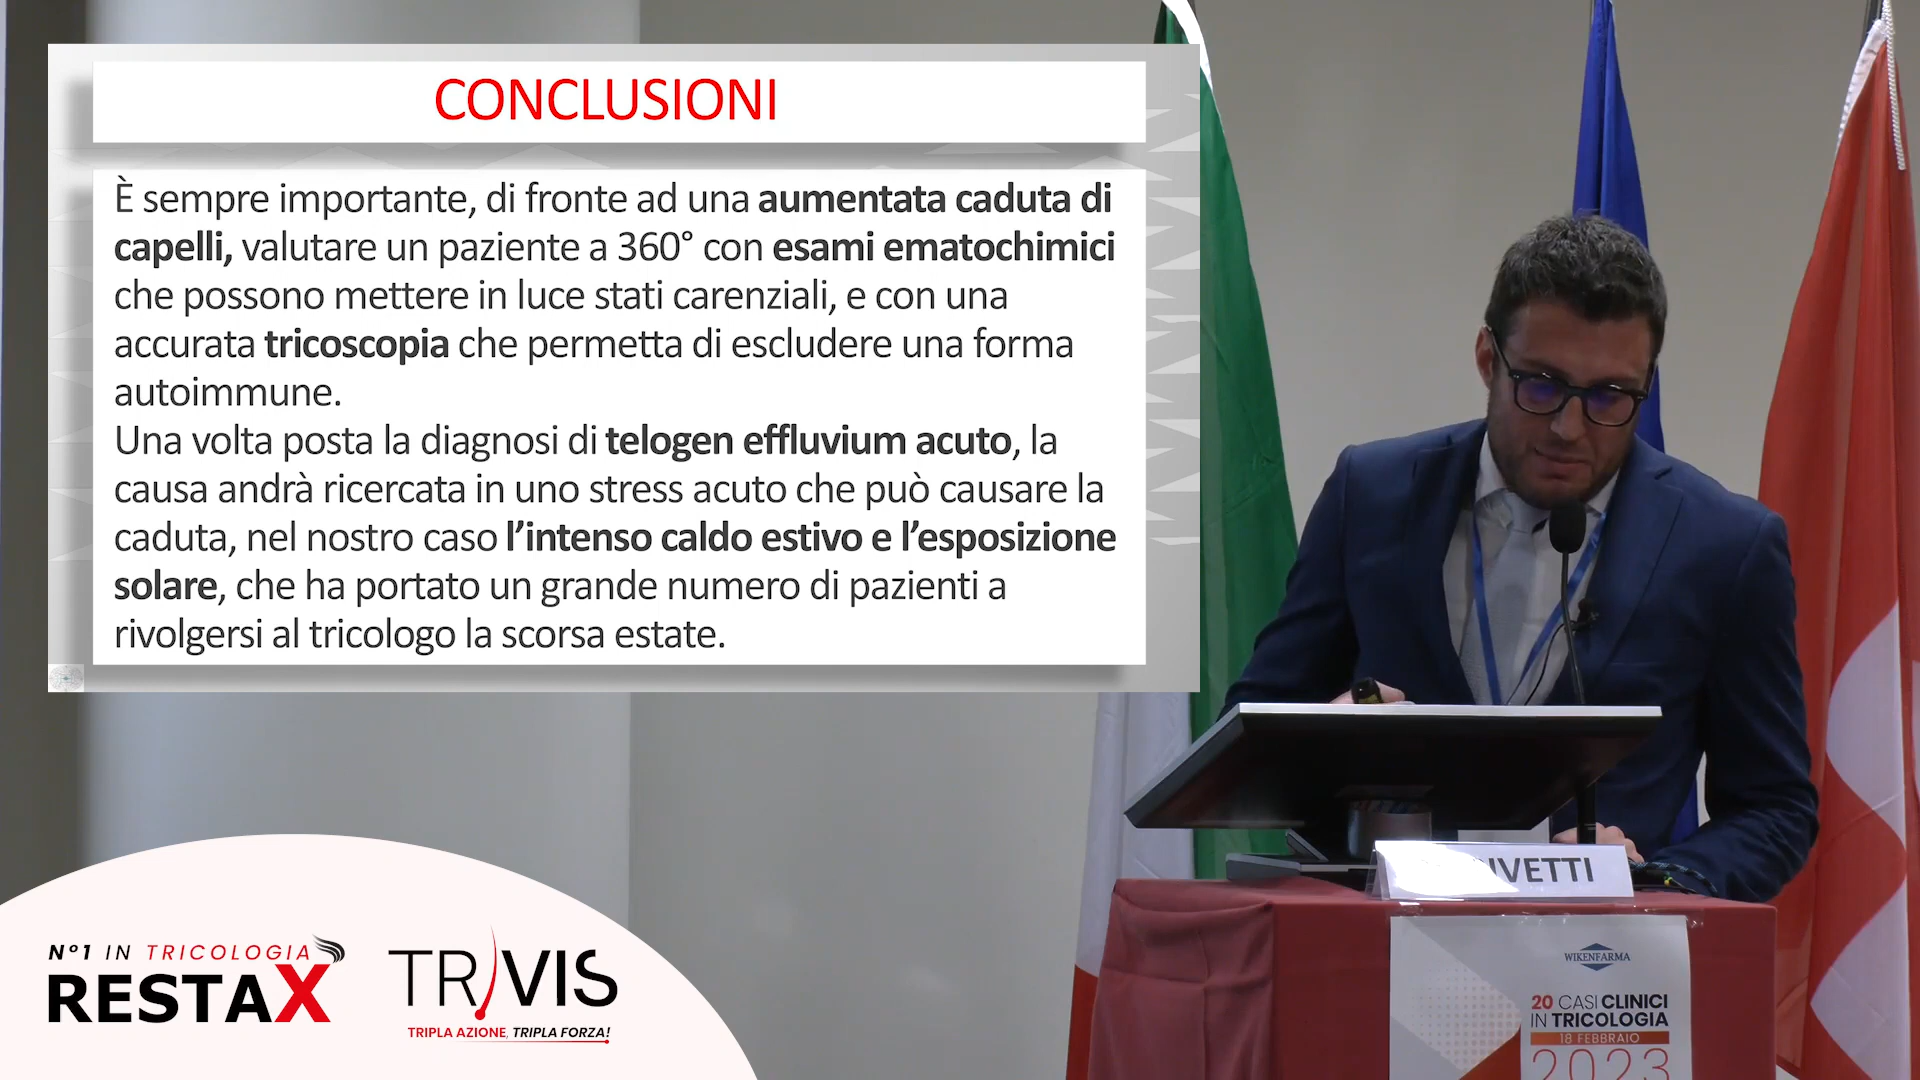 CONCLUSIONI
È sempre importante, di fronte ad una aumentata caduta di
capelli, valutare un paziente a 360° con esami ematochimici
che possono mettere in luce stati carenziali, e con una
accurata tricoscopia che permetta di escludere una forma
autoimmune.
Una volta posta la diagnosi di telogen effluvium acuto, la
causa andrà ricercata in uno stress acuto che può causare la
caduta, nel nostro caso l’intenso caldo estivo e l’esposizione
solare, che ha portato un grande numero di pazienti a
rivolgersi al tricologo la scorsa estate.
N°1 IN TRICOLOGIA
RESTAX
TRIVIS
TRIPLA AZIONE, TRIPLA FORZA!
WIKENFARMA
20 CASI CLINICI
IN TRICOLOGIA
18 FEBBRAIO
2023